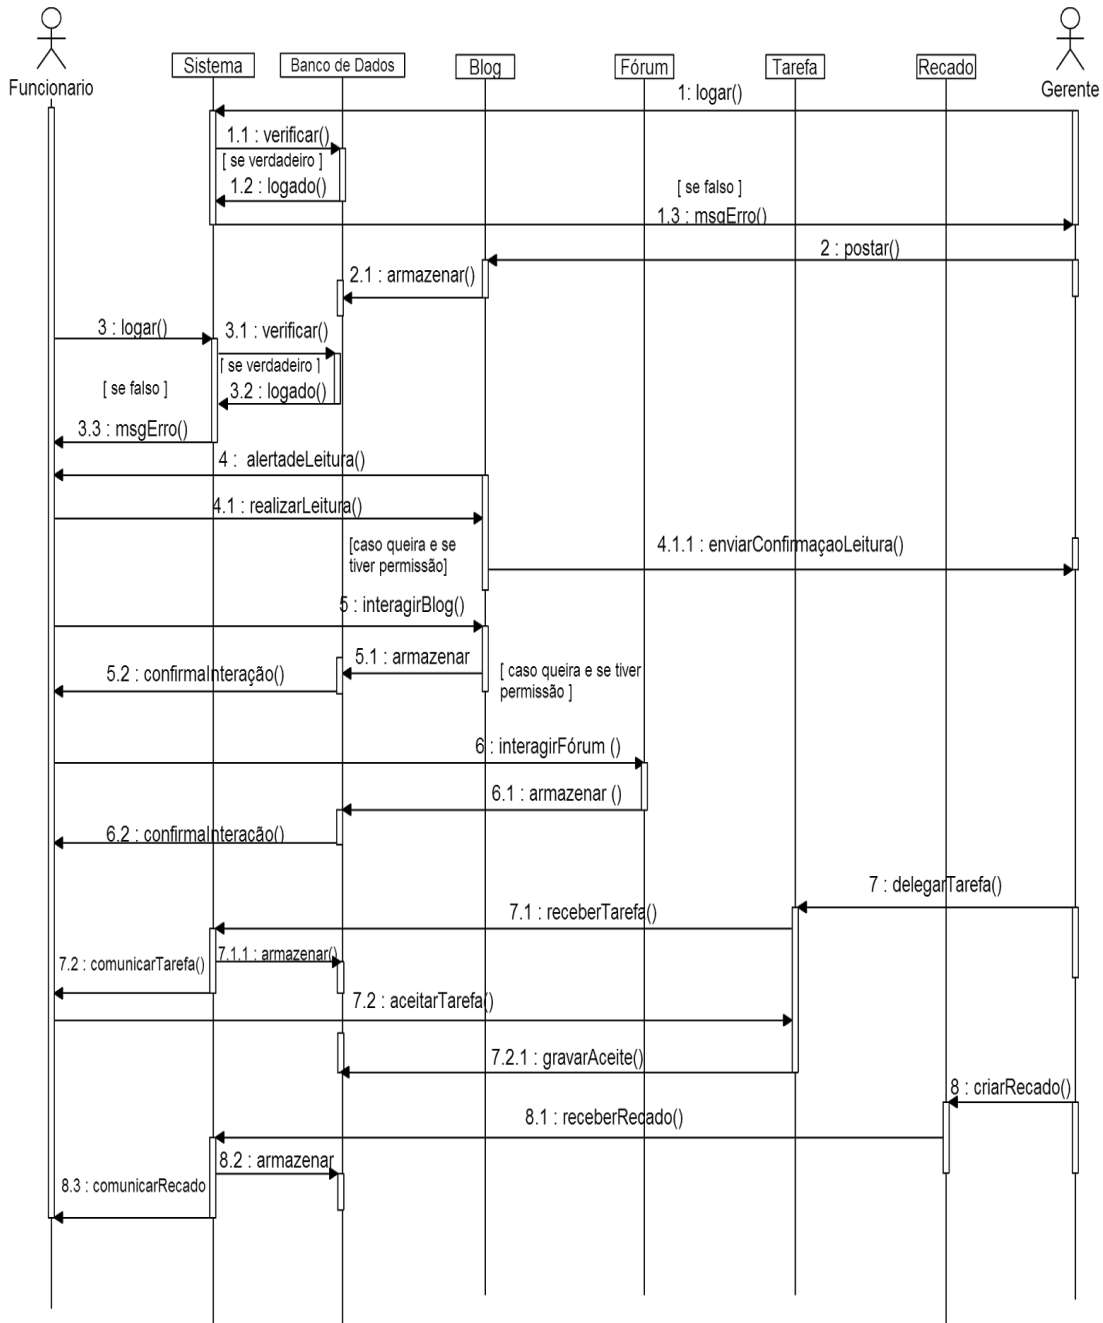 Funcionario
Sistema
Banco de Dados
Blog
Fórum
Tarefa
Recado
Gerente
1: logar()
1.1 : verificar()
[ se verdadeiro ]
1.2 : logado()
[ se falso ]
1.3 : msgErro()
2 : postar()
2.1 : armazenar()
3 : logar()
3.1 : verificar()
[ se verdadeiro ]
[ se falso ]
3.2 : logado()
3.3 : msgErro()
4 : alertadeLeitura()
4.1 : realizarLeitura()
[caso queira e se
tiver permissão]
4.1.1 : enviarConfirmaçaoLeitura()
5 : interagirBlog()
5.1 : armazenar
5.2 : confirmaInteração()
[ caso queira e se tiver
permissão ]
6 : interagirFórum ()
6.1 : armazenar ()
6.2 : confirmaInteração()
7 : delegarTarefa()
7.1 : receberTarefa()
7.1.1 : armazenar()
7.2 : comunicarTarefa()
7.2 : aceitarTarefa()
7.2.1 : gravarAceite()
8 : criarRecado()
8.1 : receberRecado()
8.2 : armazenar
8.3 : comunicarRecado